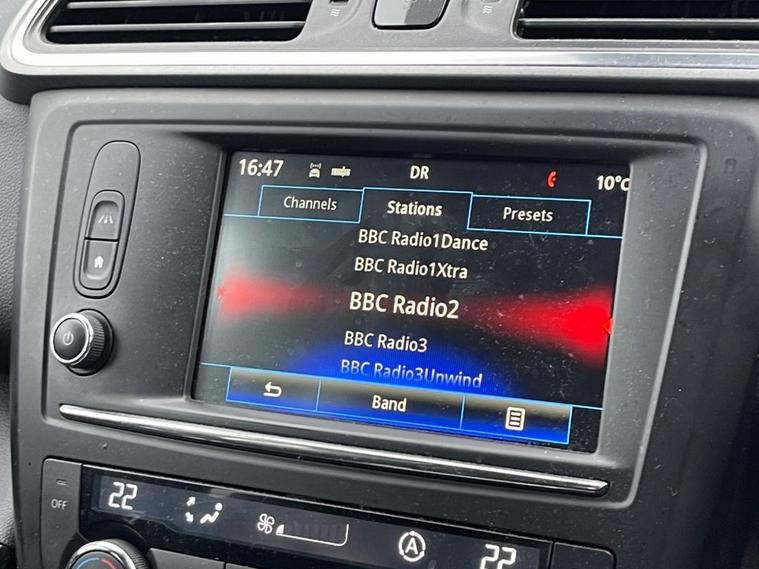 16:47 DR 10°C
Channels Stations Presets
BBC Radio1Dance
BBC Radio1Xtra
BBC Radio2
BBC Radio3
BBC Radio3Unwind
Band
OFF 22 A 22